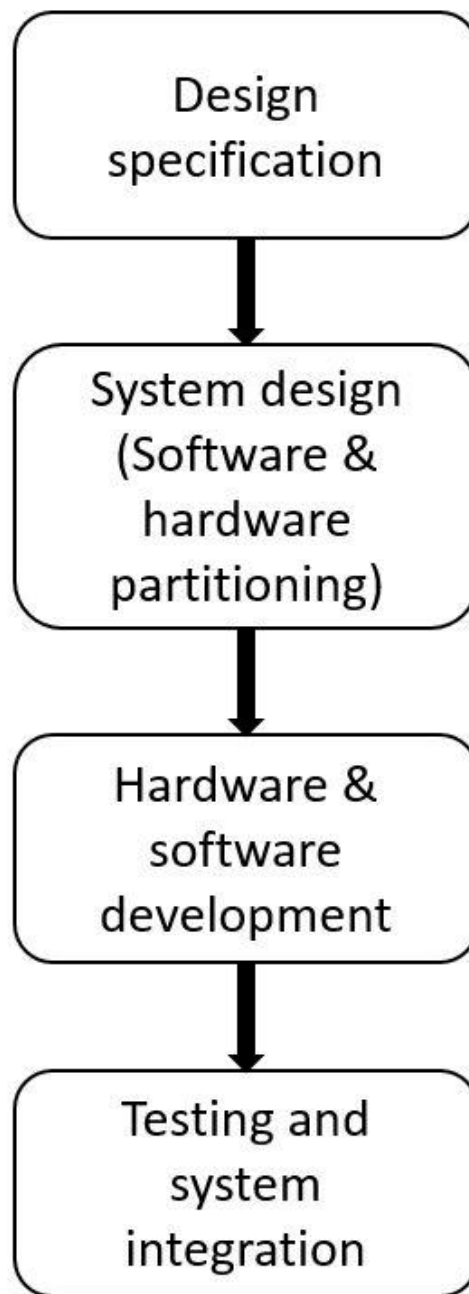 Design
specification
System design
(Software &
hardware
partitioning)
Hardware &
software
development
Testing and
system
integration